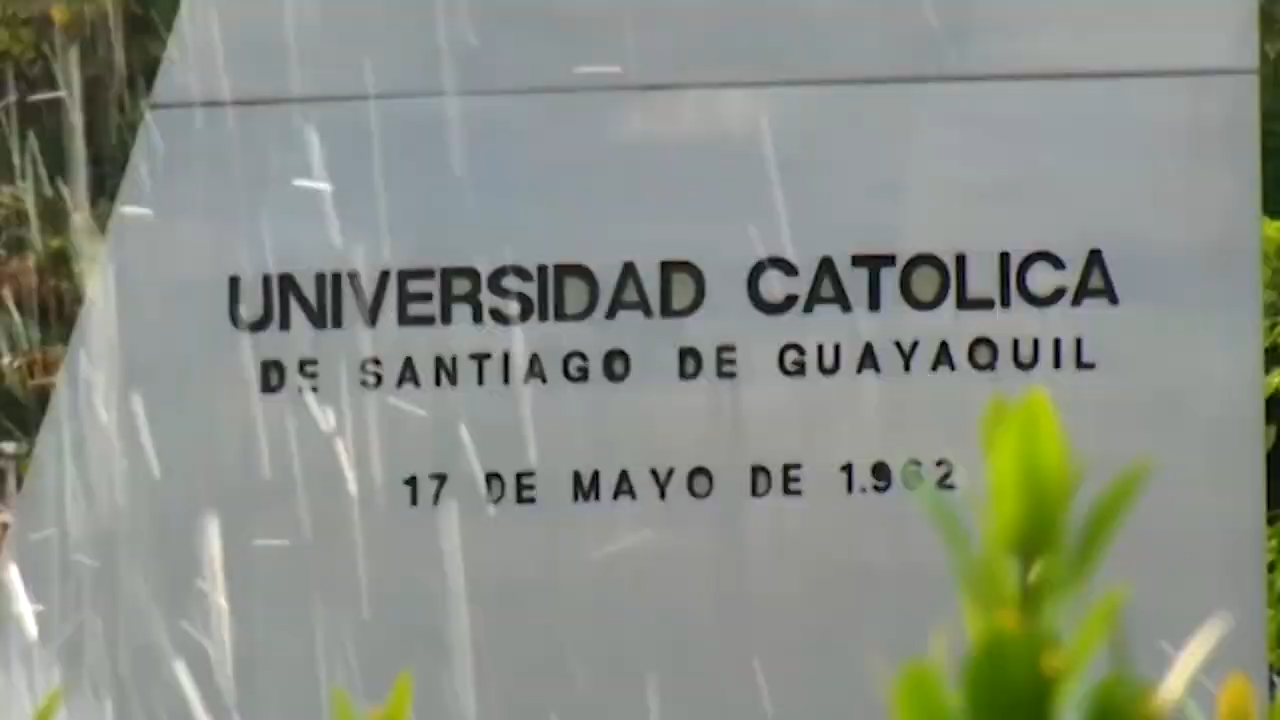 UNIVERSIDAD CATOLICA
DE SANTIAGO DE GUAYAQUIL
17 DE MAYO DE 1.962